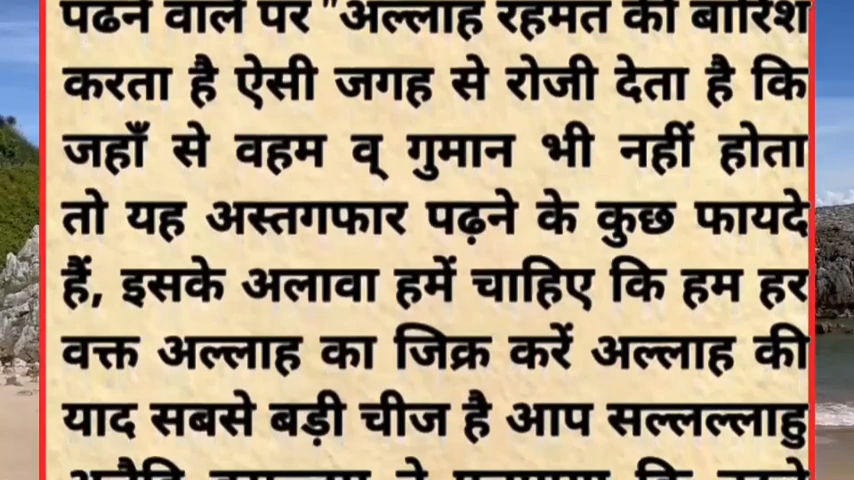 पढने वाले पर "अल्लाह रहमत की बारिश
करता है ऐसी जगह से रोजी देता है कि
जहाँ से वहम व् गुमान भी नहीं होता
तो यह अस्तगफार पढ़ने के कुछ फायदे
हैं, इसके अलावा हमें चाहिए कि हम हर
वक्त अल्लाह का जिक्र करें अल्लाह की
याद सबसे बड़ी चीज है आप सल्लल्लाहु